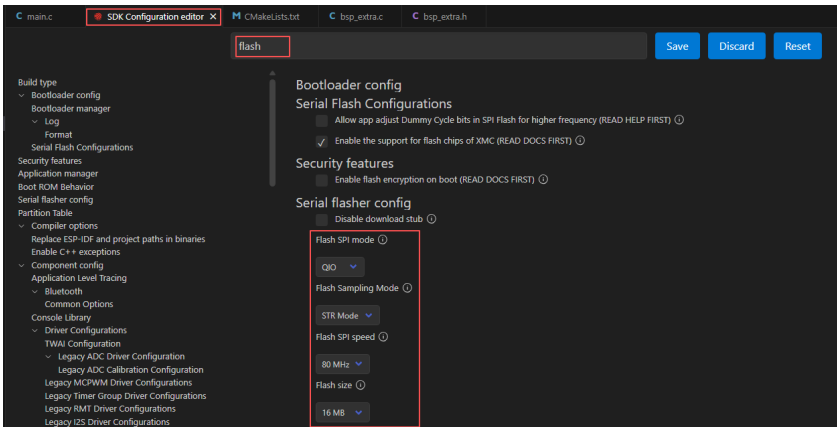 C main.c SDK Configuration editor X M CMakeLists.txt C bsp_extra.c C bsp_extra.h
flash Save Discard Reset
Build type
Bootloader config
Bootloader manager
Log
Format
Serial Flash Configurations
Security features
Application manager
Boot ROM Behavior
Serial flasher config
Partition Table
Compiler options
Replace ESP-IDF and project paths in binaries
Enable C++ exceptions
Component config
Application Level Tracing
Bluetooth
Common Options
Console Library
Driver Configurations
TWAI Configuration
Legacy ADC Driver Configuration
Legacy ADC Calibration Configuration
Legacy MCPWM Driver Configurations
Legacy Timer Group Driver Configurations
Legacy RMT Driver Configurations
Legacy I2S Driver Configurations
Bootloader config
Serial Flash Configurations
Allow app adjust Dummy Cycle bits in SPI Flash for higher frequency (READ HELP FIRST)
Enable the support for flash chips of XMC (READ DOCS FIRST)
Security features
Enable flash encryption on boot (READ DOCS FIRST)
Serial flasher config
Disable download stub
Flash SPI mode
QIO
Flash Sampling Mode
STR Mode
Flash SPI speed
80 MHz
Flash size
16 MB